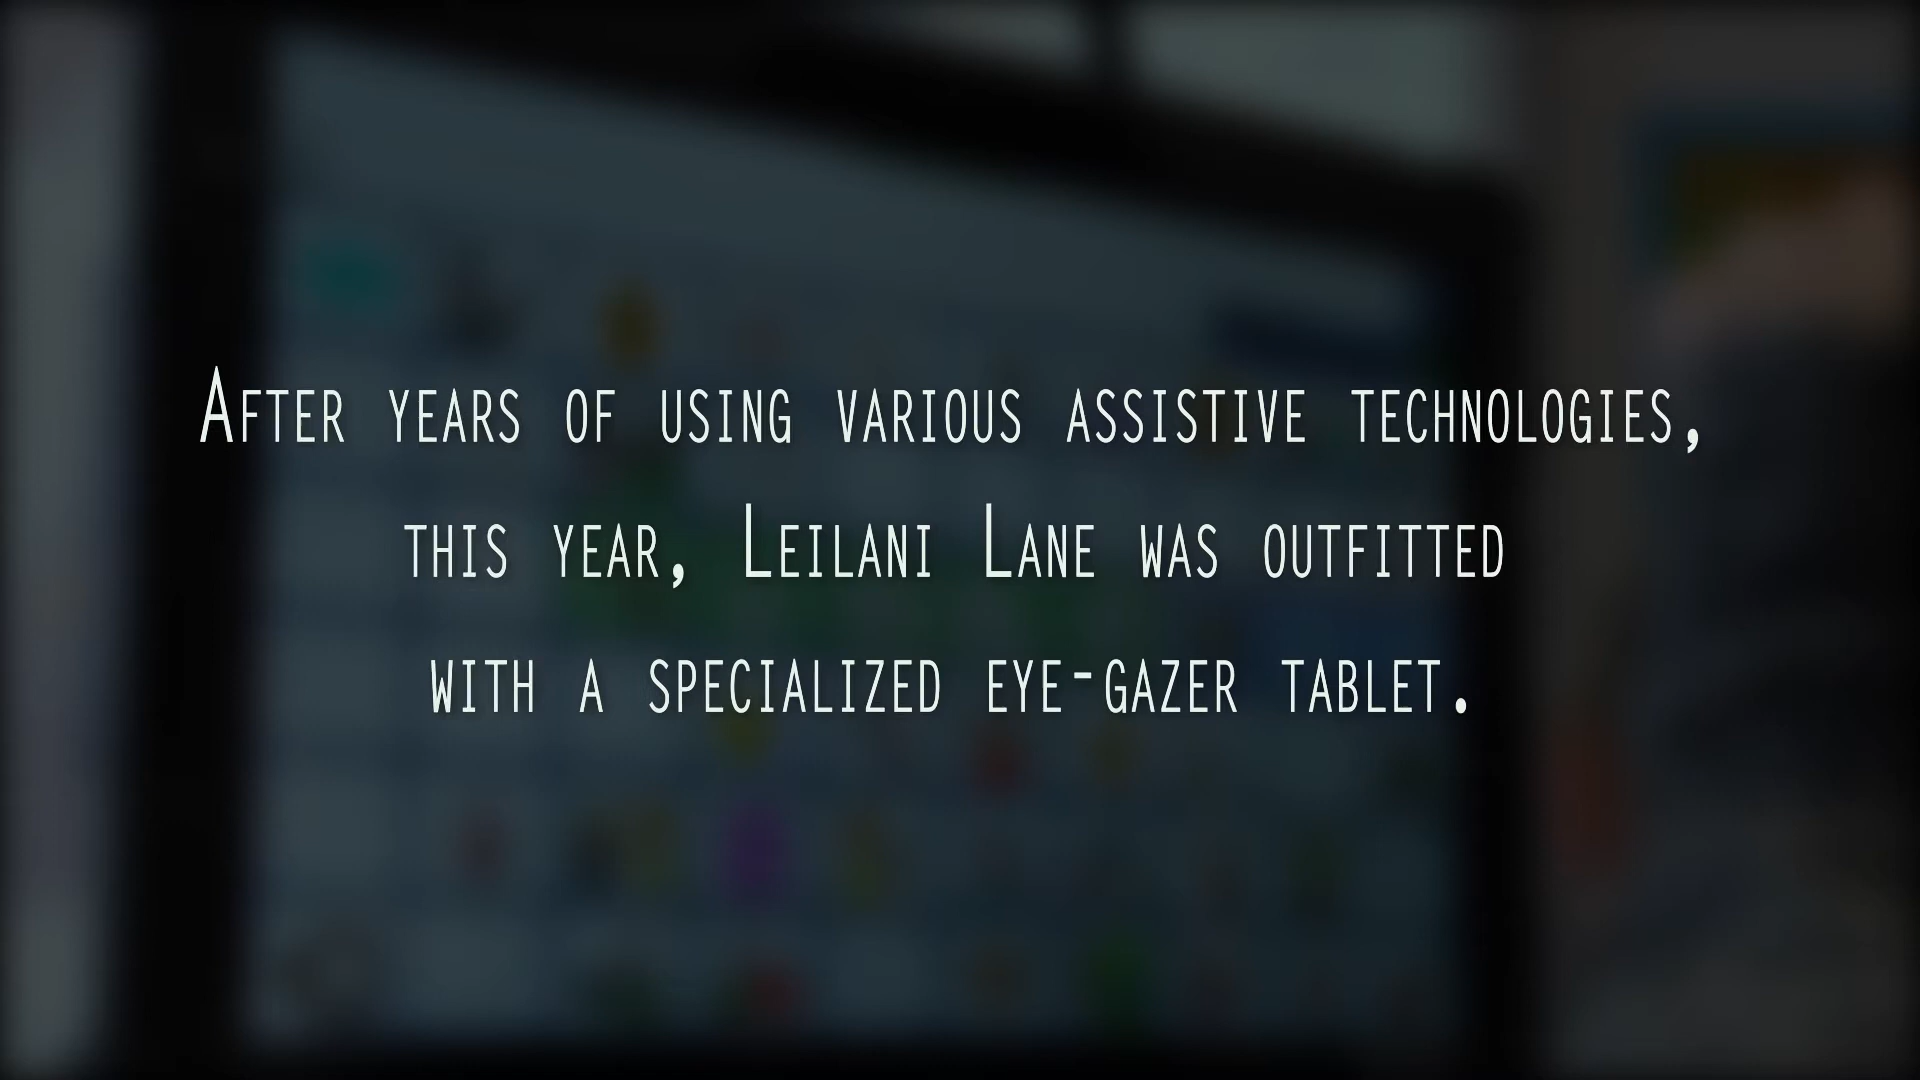 After years of using various assistive technologies,
this year, Leilani Lane was outfitted
with a specialized eye-gazer tablet.